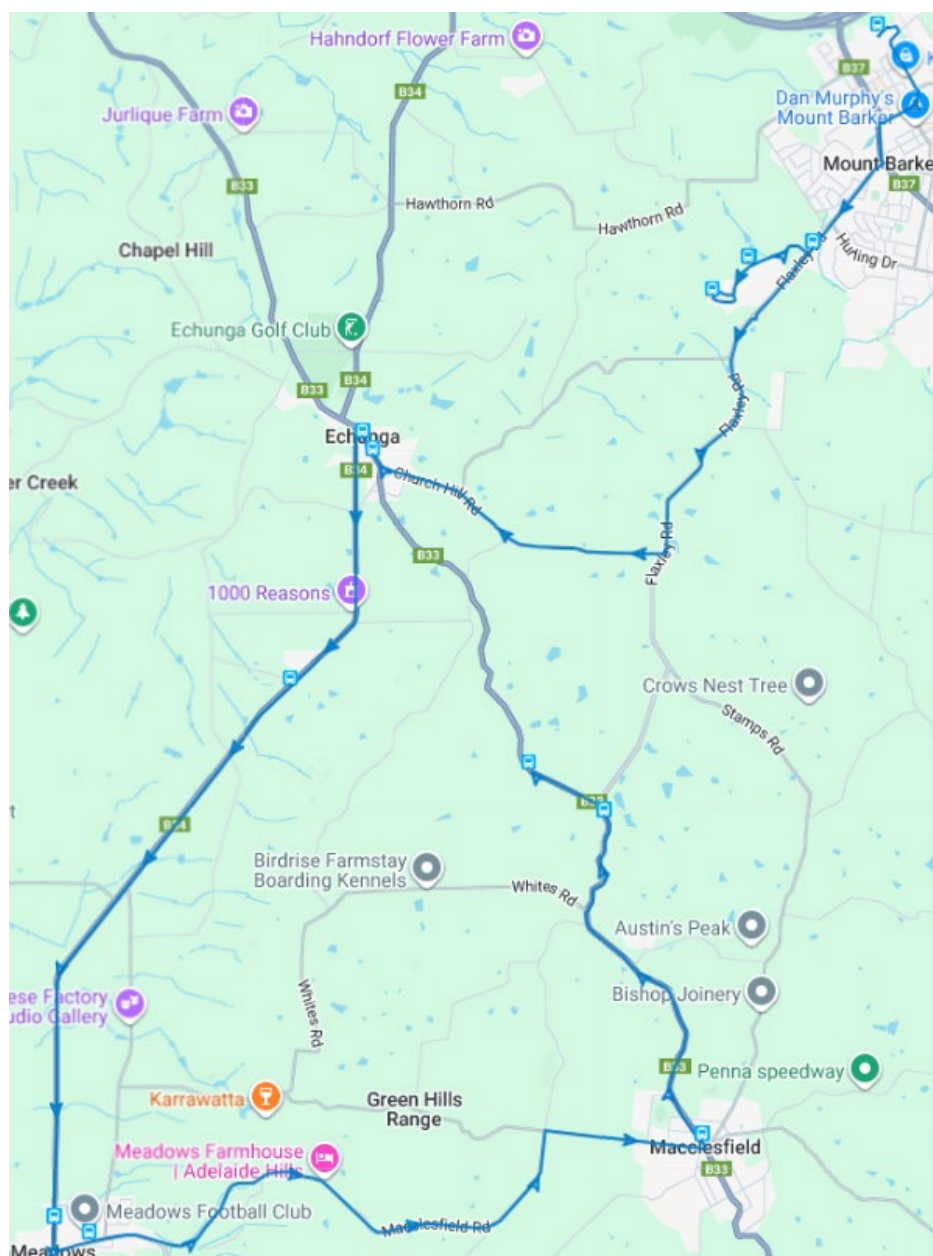 Hahndorf Flower Farm
B37
K
B34
Jurlique Farm
Dan Murphy's
Mount Barker
Mount Barke
B33
B37
Hawthorn Rd
Hawthorn Rd
Chapel Hill
Hurling Dr
Flaxley Rd
Echunga Golf Club
B34
B33
Flaxley Rd
Echunga
B34
er Creek
Church Hill Rd
Flaxley Rd
B33
1000 Reasons
Crows Nest Tree
Stamps Rd
t
B33
B34
Birdrise Farmstay
Boarding Kennels
Whites Rd
Austin's Peak
ese Factory
udio Gallery
Whites Rd
Bishop Joinery
B33
Penna speedway
Karrawatta
Green Hills
Range
Meadows Farmhouse
| Adelaide Hills
Macclesfield
B33
Meadows Football Club
Macclesfield Rd
Meadows